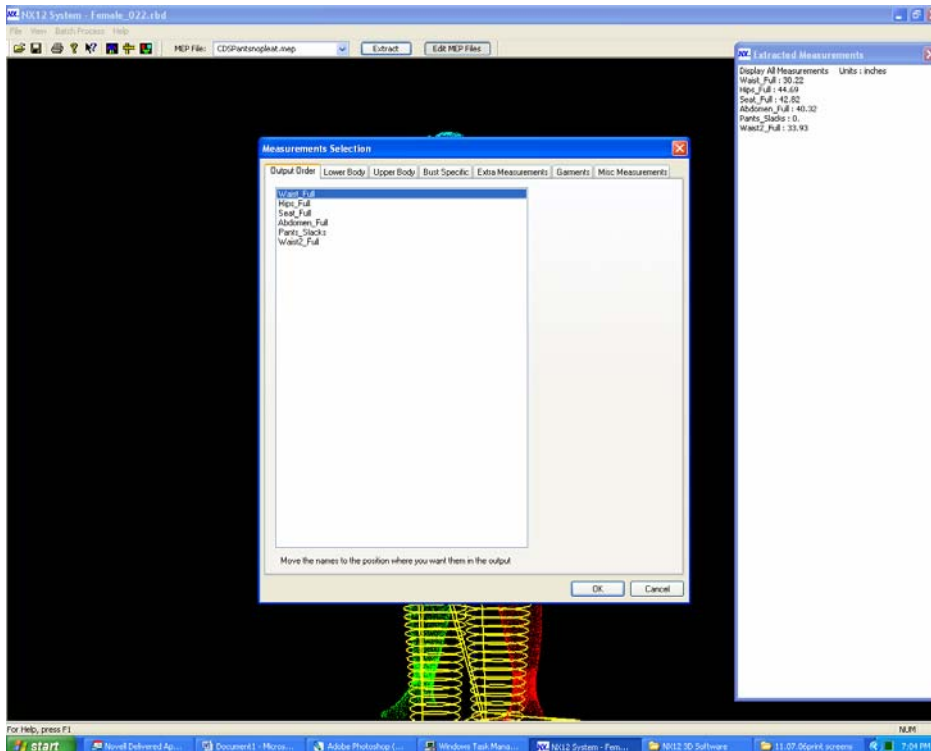 NX12 System - Female_022.rbd
File View Batch Process Help
MEP File: CDSPantsnopleat.mep Extract Edit MEP Files
Extracted Measurements
Display All Measurements Units : inches
Waist_Full : 30.22
Hips_Full : 44.69
Seat_Full : 42.82
Abdomen_Full : 40.32
Pants_Slacks : 0.
Waist2_Full : 33.93
Measurements Selection
Output Order Lower Body Upper Body Bust Specific Extra Measurements Garments Misc Measurements
Waist_Full
Hips_Full
Seat_Full
Abdomen_Full
Pants_Slacks
Waist2_Full
Move the names to the position where you want them in the output
OK Cancel
For Help, press F1 NUM
start Novell Delivered Ap... Document1 - Micros... Adobe Photoshop (... Windows Task Mana... NX12 System - Fem... NX12 3D Software 11.07.06print screens 7:04 PM